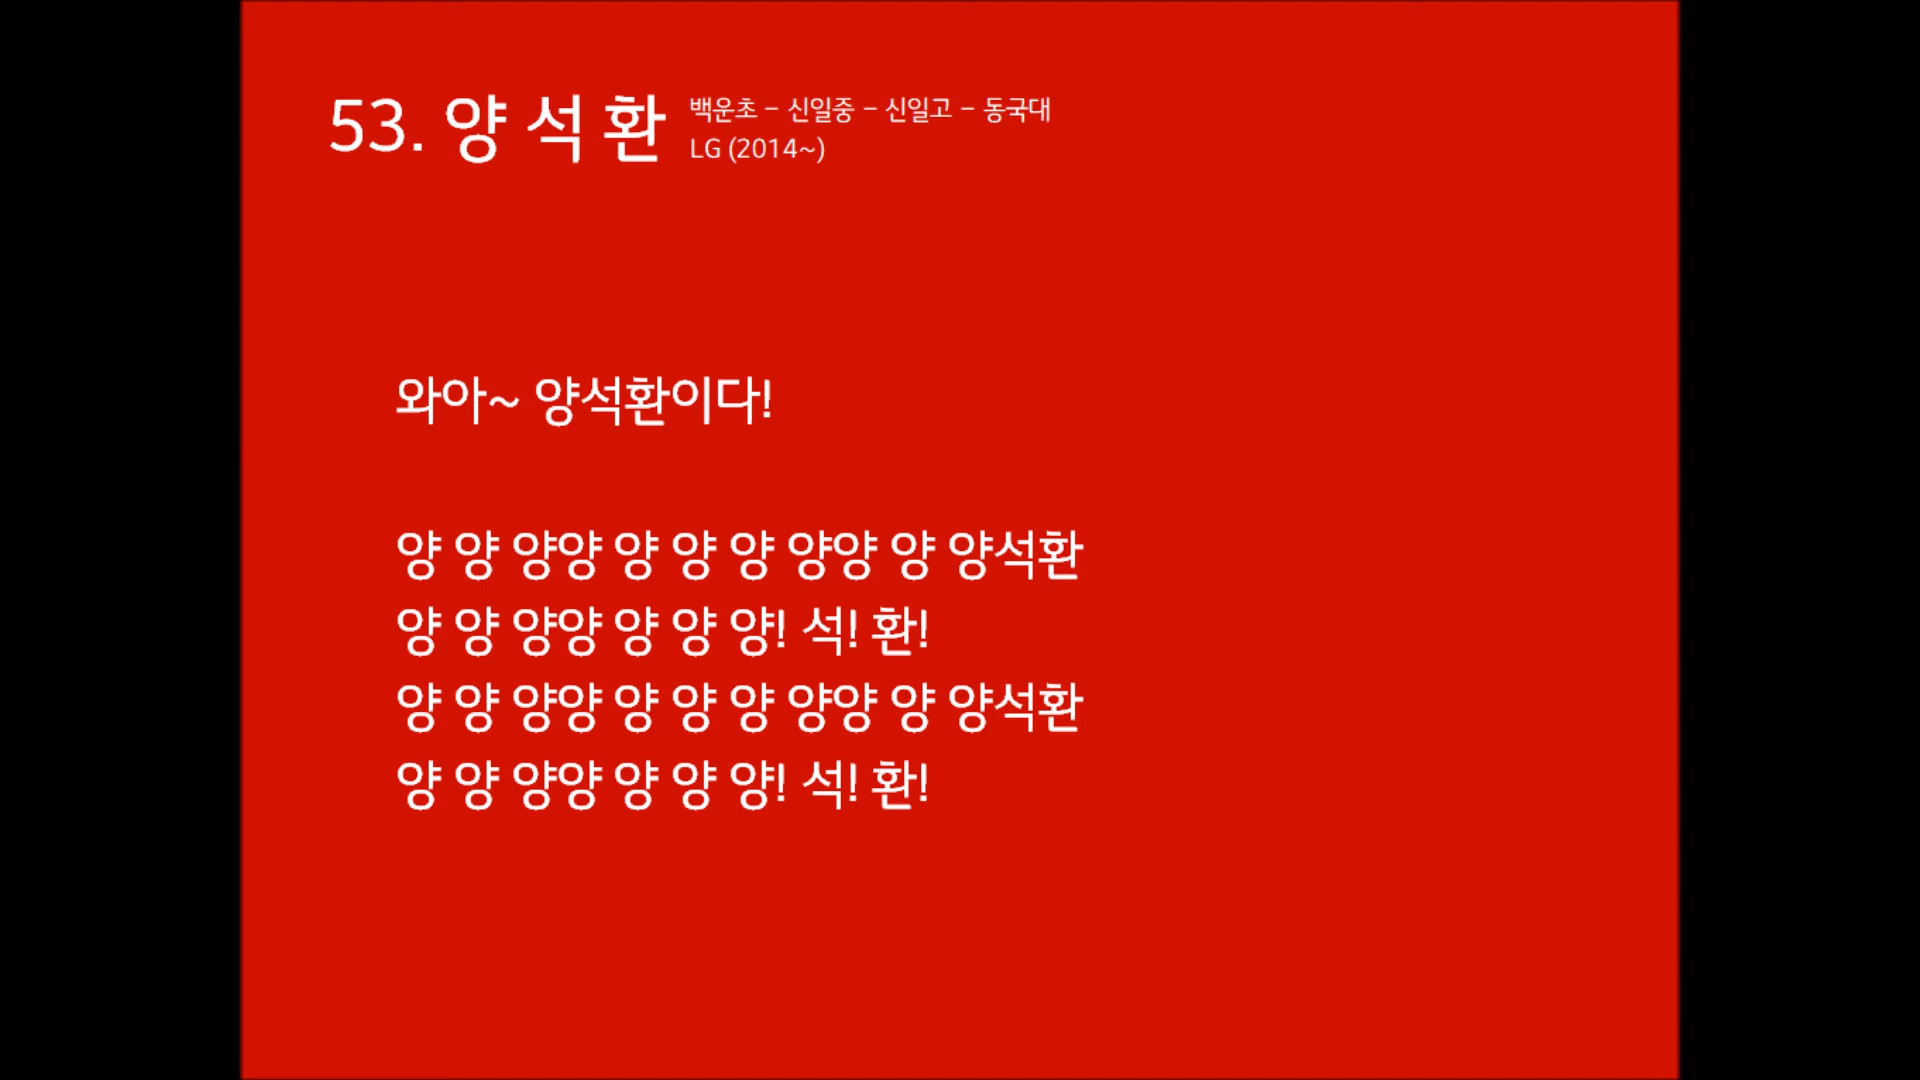 53. 양 석 환
백운초 - 신일중 - 신일고 - 동국대
LG (2014~)
와아~ 양석환이다!
양 양 양양 양 양 양 양양 양 양석환
양 양 양양 양 양 양! 석! 환!
양 양 양양 양 양 양 양양 양 양석환
양 양 양양 양 양 양! 석! 환!